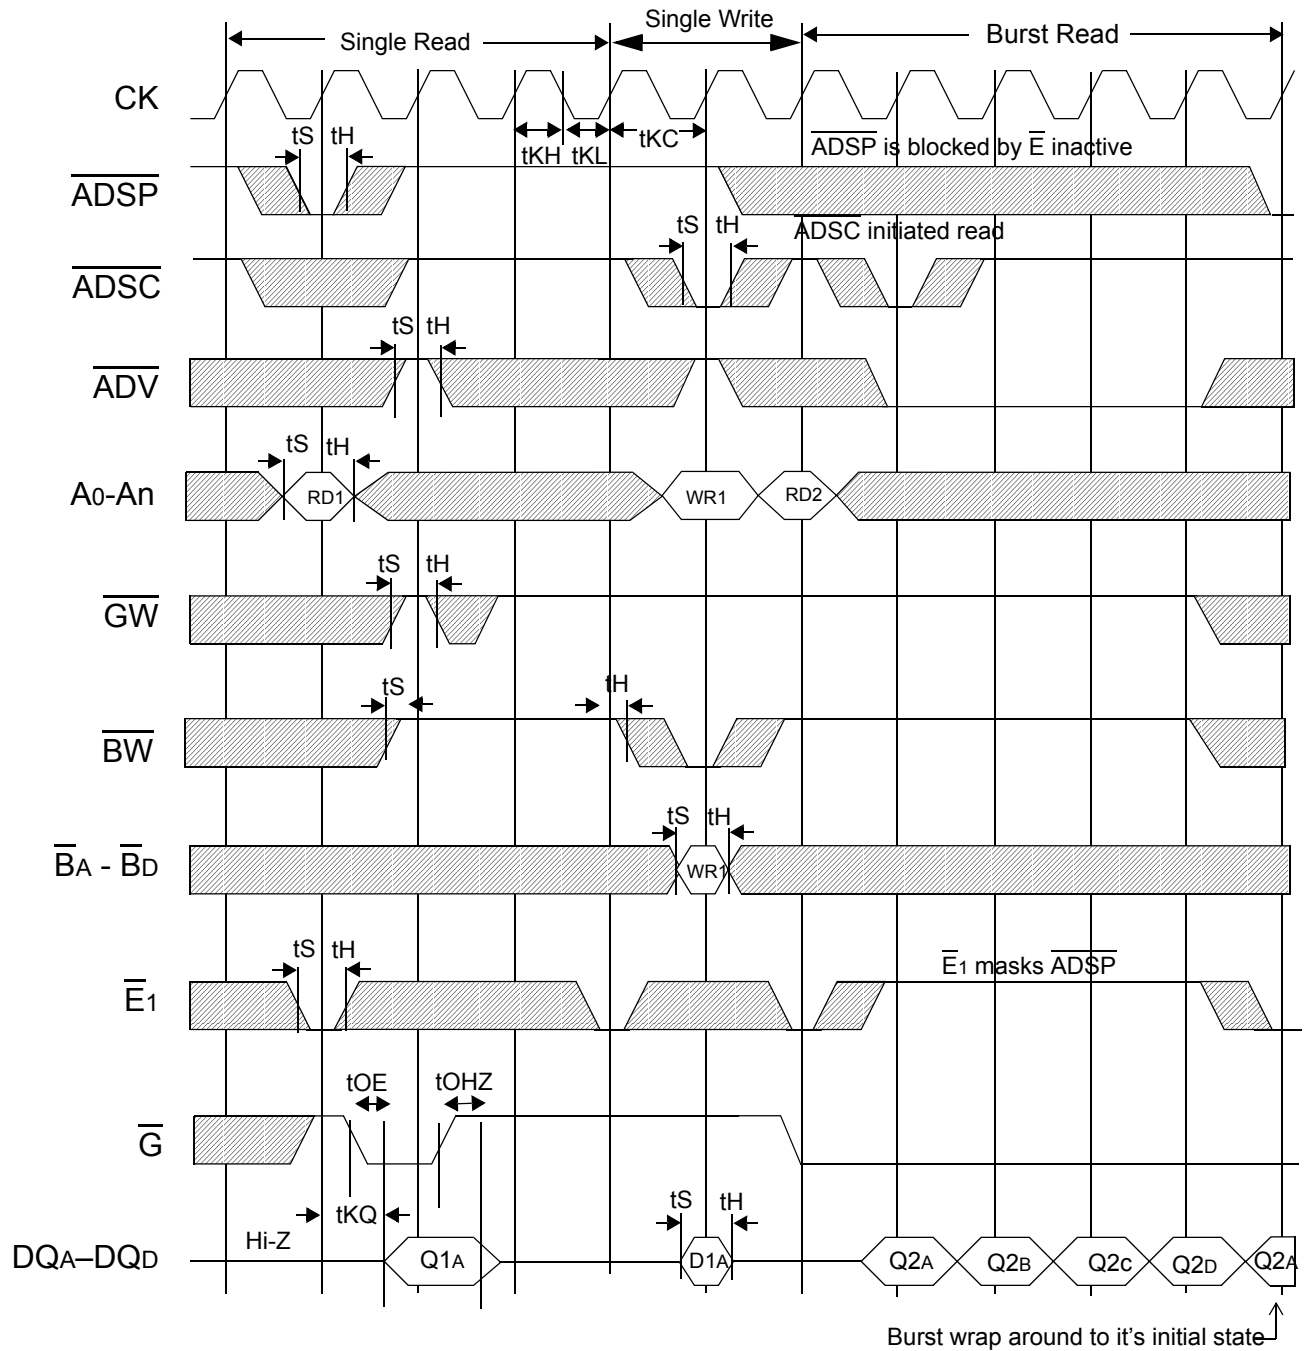 Single Read
Single Write
Burst Read
CK
tS tH
tKH tKL tKC
ADSP is blocked by E inactive
ADSP
tS tH
ADSC initiated read
ADSC
tS tH
ADV
tS tH
A0-An
RD1 WR1 RD2
tS tH
GW
tS tH
BW
tS tH
BA - BD
WR1
tS tH
E1 masks ADSP
E1
tOE tOHZ
G
tS tH
Hi-Z tKQ
DQA–DQD
Q1A D1A Q2A Q2B Q2c Q2D Q2A
Burst wrap around to it's initial state